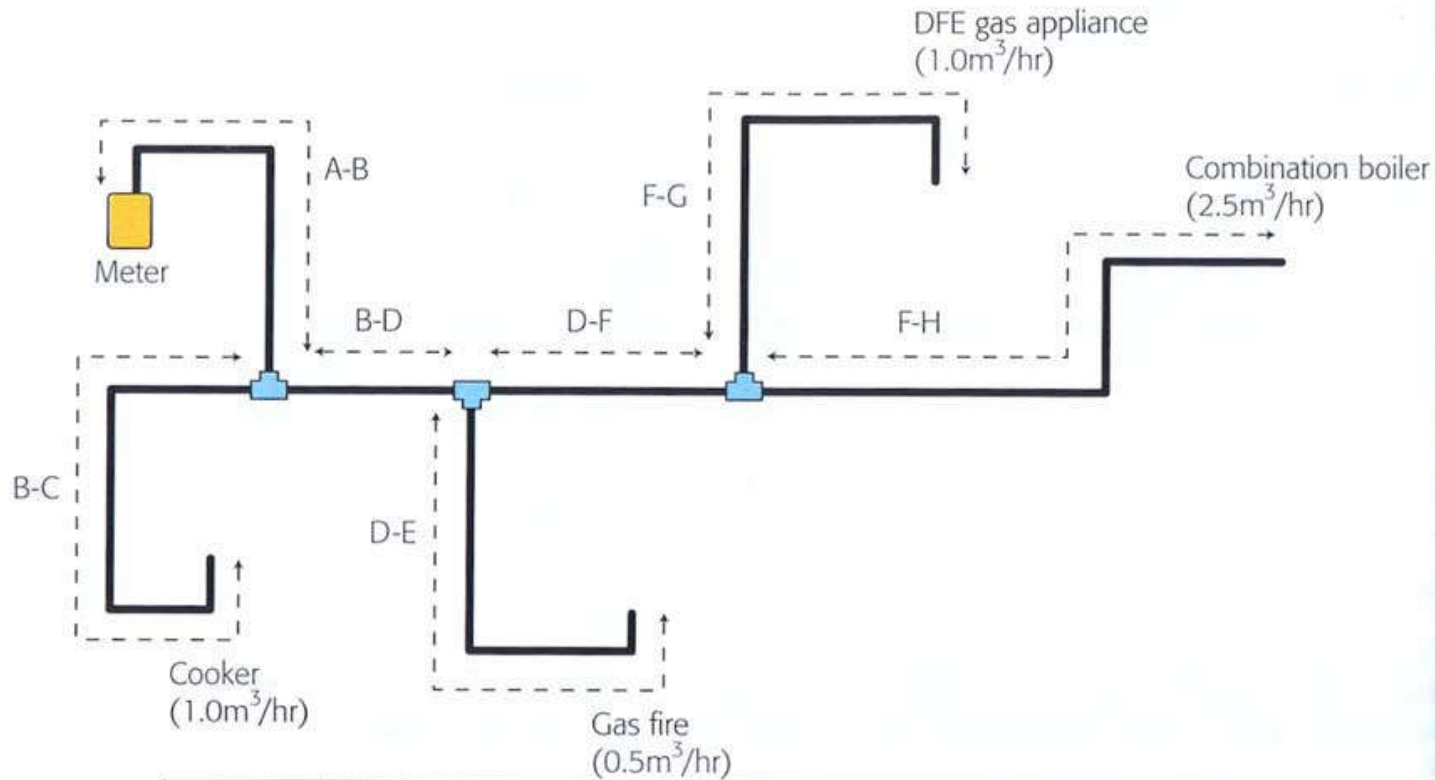 DFE gas appliance
(1.0m³/hr)
Combination boiler
(2.5m³/hr)
A-B
F-G
Meter
B-D
D-F
F-H
B-C
D-E
Cooker
(1.0m³/hr)
Gas fire
(0.5m³/hr)